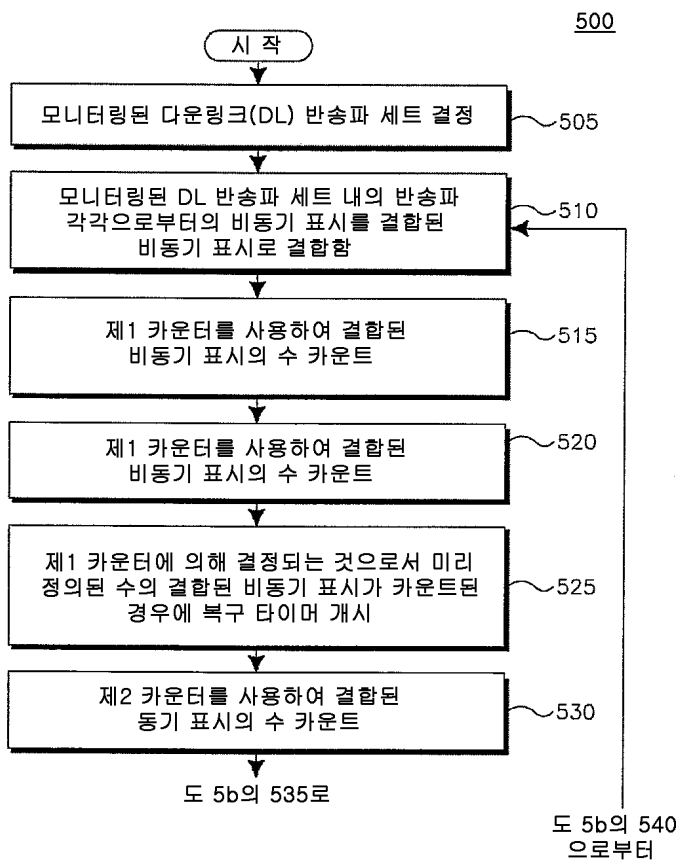 500
시 작
모니터링된 다운링크(DL) 반송파 세트 결정
505
모니터링된 DL 반송파 세트 내의 반송파
각각으로부터의 비동기 표시를 결합된
비동기 표시로 결합함
510
제1 카운터를 사용하여 결합된
비동기 표시의 수 카운트
515
제1 카운터를 사용하여 결합된
비동기 표시의 수 카운트
520
제1 카운터에 의해 결정되는 것으로서 미리
정의된 수의 결합된 비동기 표시가 카운트된
경우에 복구 타이머 개시
525
제2 카운터를 사용하여 결합된
동기 표시의 수 카운트
530
도 5b의 535로
도 5b의 540
으로부터